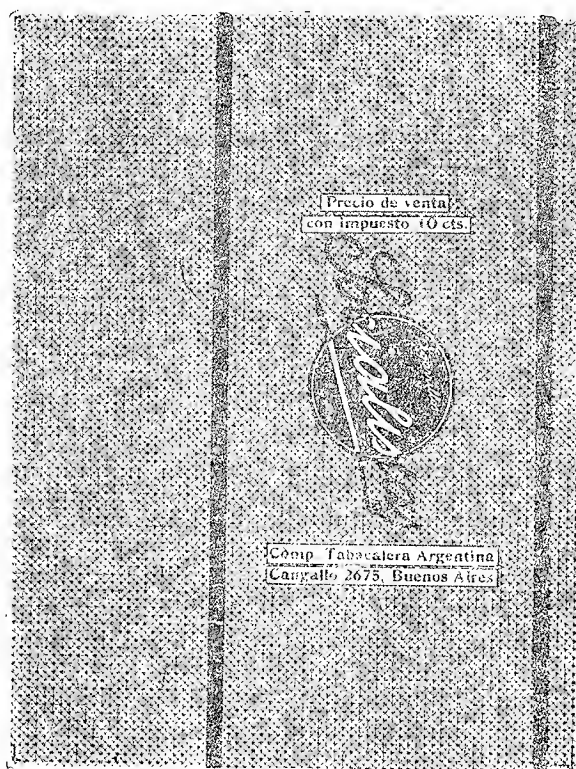 Precio de venta
con impuesto 10 cts.
Comp. Tabacalera Argentina
Cangallo 2675, Buenos Aires